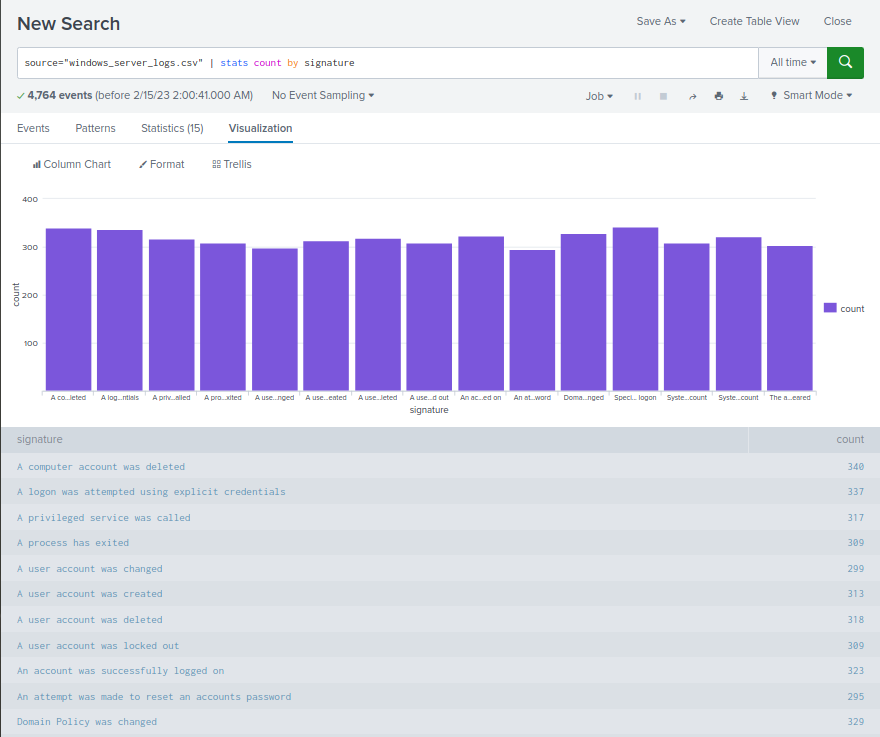 New Search
Save As ▾ Create Table View Close
source="windows_server_logs.csv" | stats count by signature
All time ▾
✓ 4,764 events (before 2/15/23 2:00:41.000 AM) No Event Sampling ▾
Job ▾ Smart Mode ▾
Events Patterns Statistics (15) Visualization
Column Chart Format Trellis
400
300
200
100
count
A co...leted A log...ntials A priv...alled A pro...xited A use...nged A use...eated A use...leted A use...d out An ac...ed on An at...word Doma...nged Speci... logon Syste...count Syste...count The a...eared
signature
count
signature count
A computer account was deleted 340
A logon was attempted using explicit credentials 337
A privileged service was called 317
A process has exited 309
A user account was changed 299
A user account was created 313
A user account was deleted 318
A user account was locked out 309
An account was successfully logged on 323
An attempt was made to reset an accounts password 295
Domain Policy was changed 329